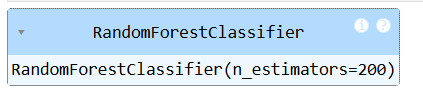 RandomForestClassifier
i ?
RandomForestClassifier(n_estimators=200)